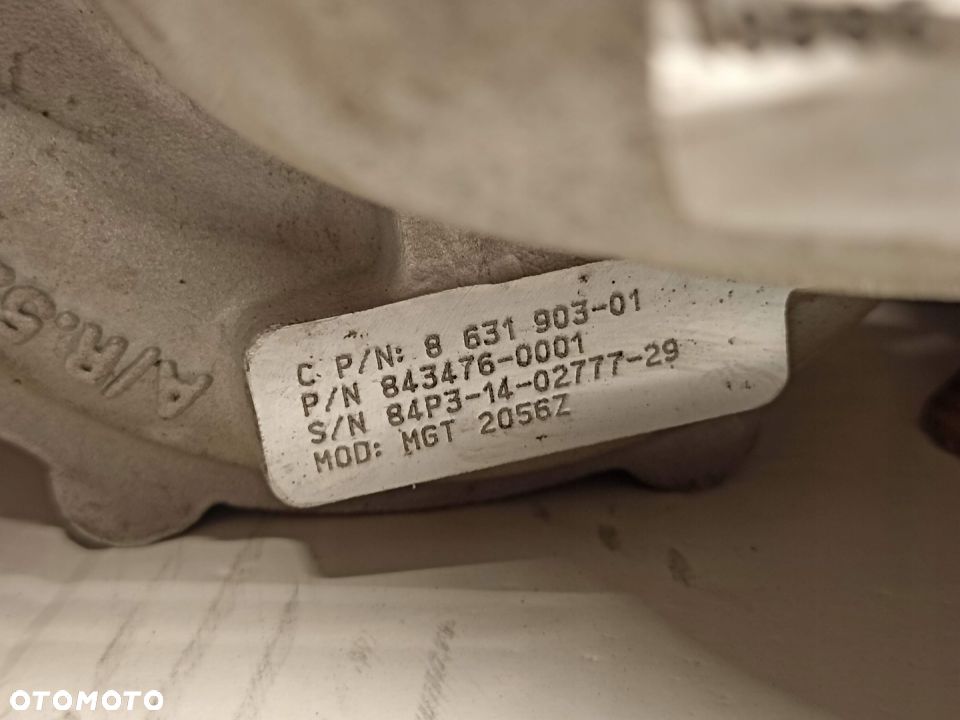 C P/N: 8 631 903-01
P/N 843476-0001
S/N 84P3-14-02777-29
MOD: MGT 2056Z
OTOMOTO